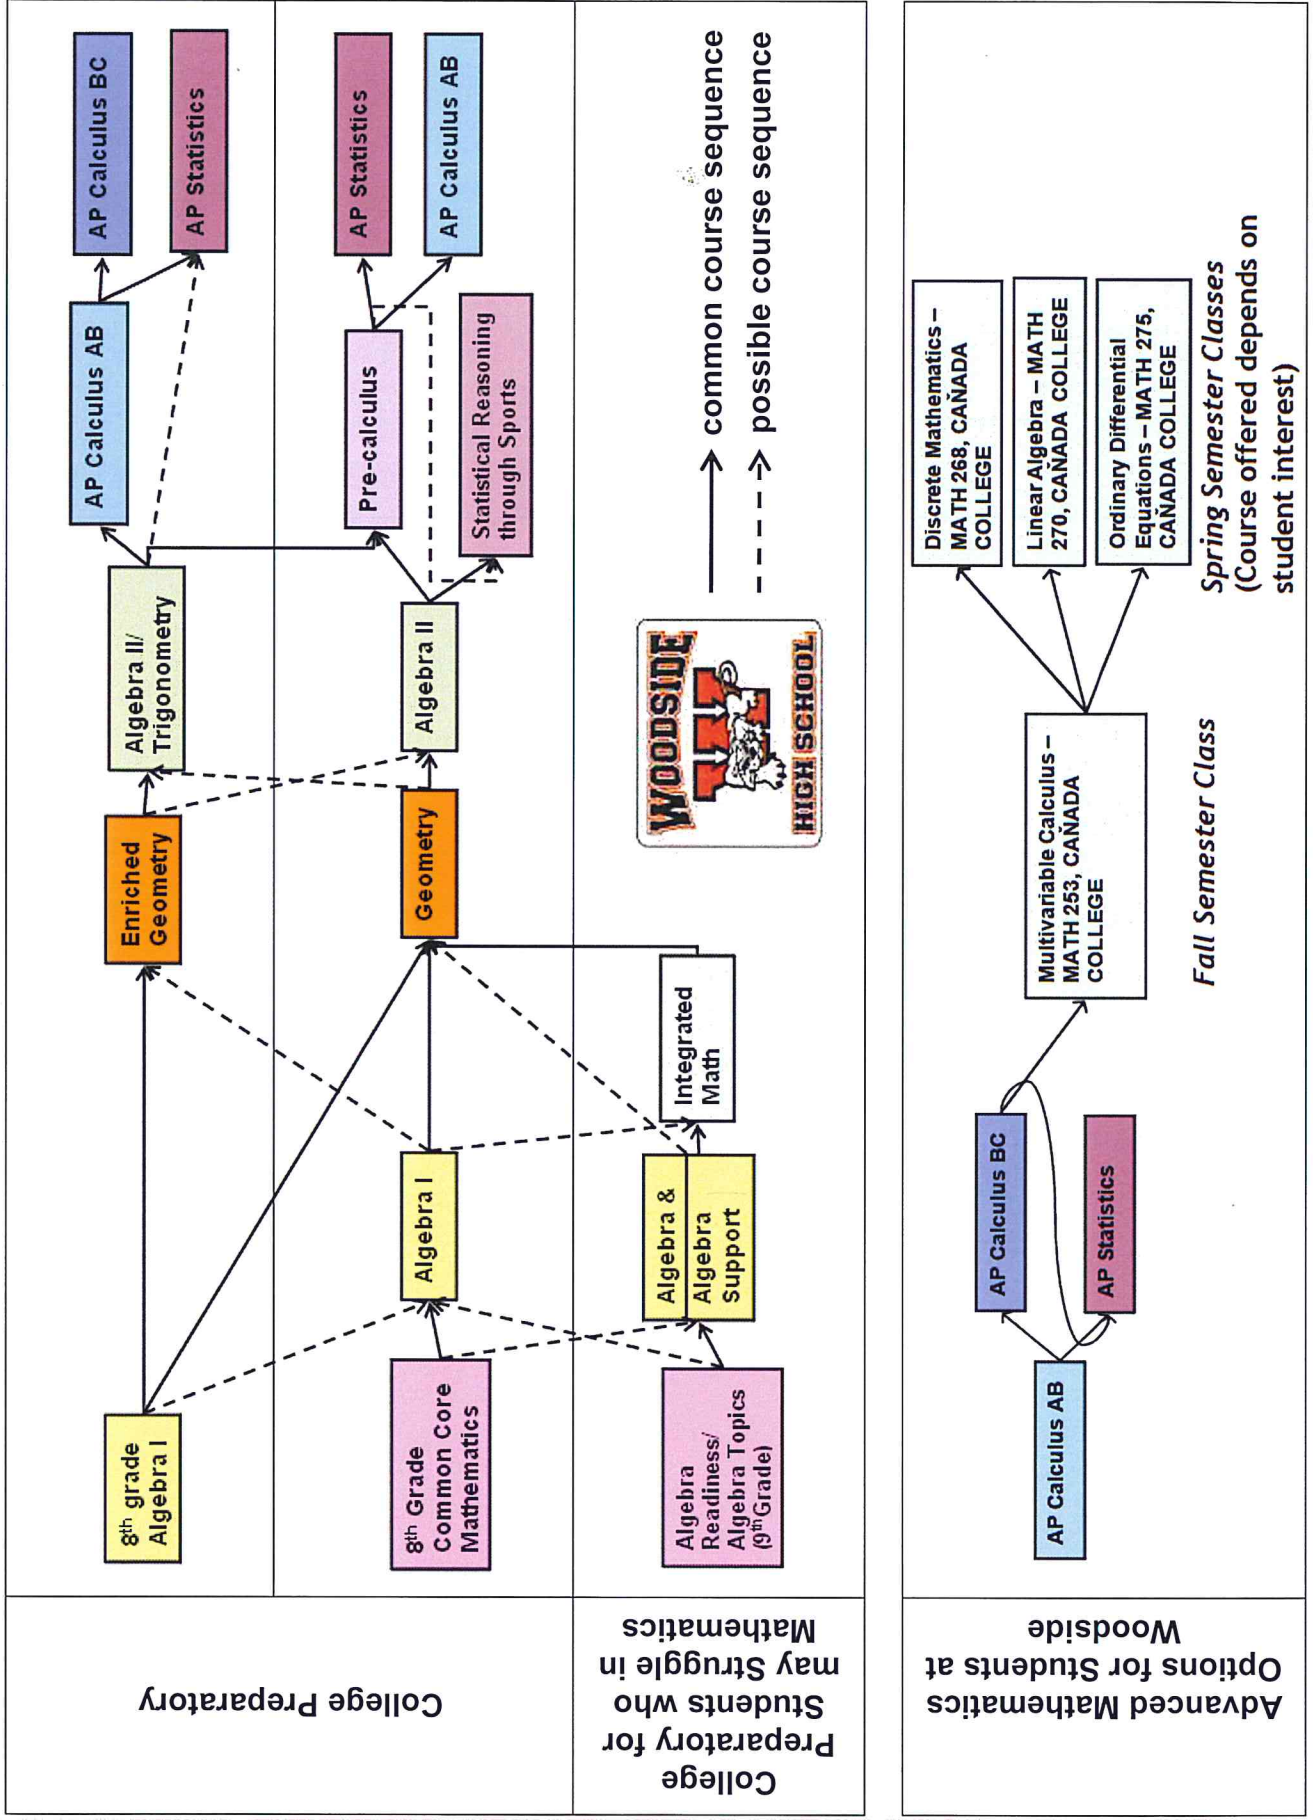 College Preparatory
8th grade
Algebra I
Enriched
Geometry
Algebra II/
Trigonometry
AP Calculus AB
AP Calculus BC
AP Statistics
8th Grade
Common Core
Mathematics
Algebra I
Geometry
Algebra II
Pre-calculus
Statistical Reasoning
through Sports
AP Statistics
AP Calculus AB
College
Preparatory for
Students who
may Struggle in
Mathematics
Algebra
Readiness/
Algebra Topics
(9thGrade)
Algebra &
Algebra
Support
Integrated
Math
WOODSIDE
W
HIGH SCHOOL
common course sequence
possible course sequence
Advanced Mathematics
Options for Students at
Woodside
AP Calculus AB
AP Calculus BC
AP Statistics
Multivariable Calculus –
MATH 253, CAÑADA
COLLEGE
Fall Semester Class
Discrete Mathematics –
MATH 268, CAÑADA
COLLEGE
Linear Algebra – MATH
270, CAÑADA COLLEGE
Ordinary Differential
Equations – MATH 275,
CAÑADA COLLEGE
Spring Semester Classes
(Course offered depends on
student interest)